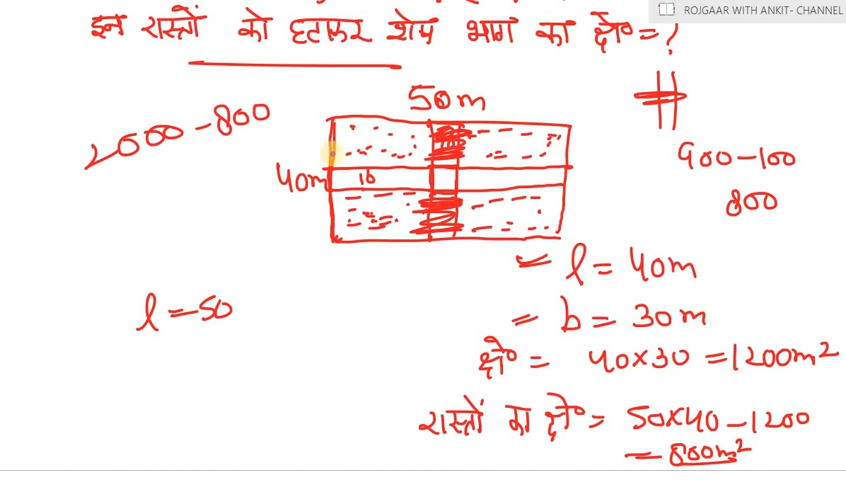 ROJGAAR WITH ANKIT- CHANNEL
इन रास्तों को हटाकर शेष भाग का क्षे० = ?
50m
2000-800
900-100
40m
10
800
l = 40m
l = 50
b = 30m
क्षे० = 40×30 = 1200m²
रास्तों का क्षे० = 50×40 - 1200
= 800m²